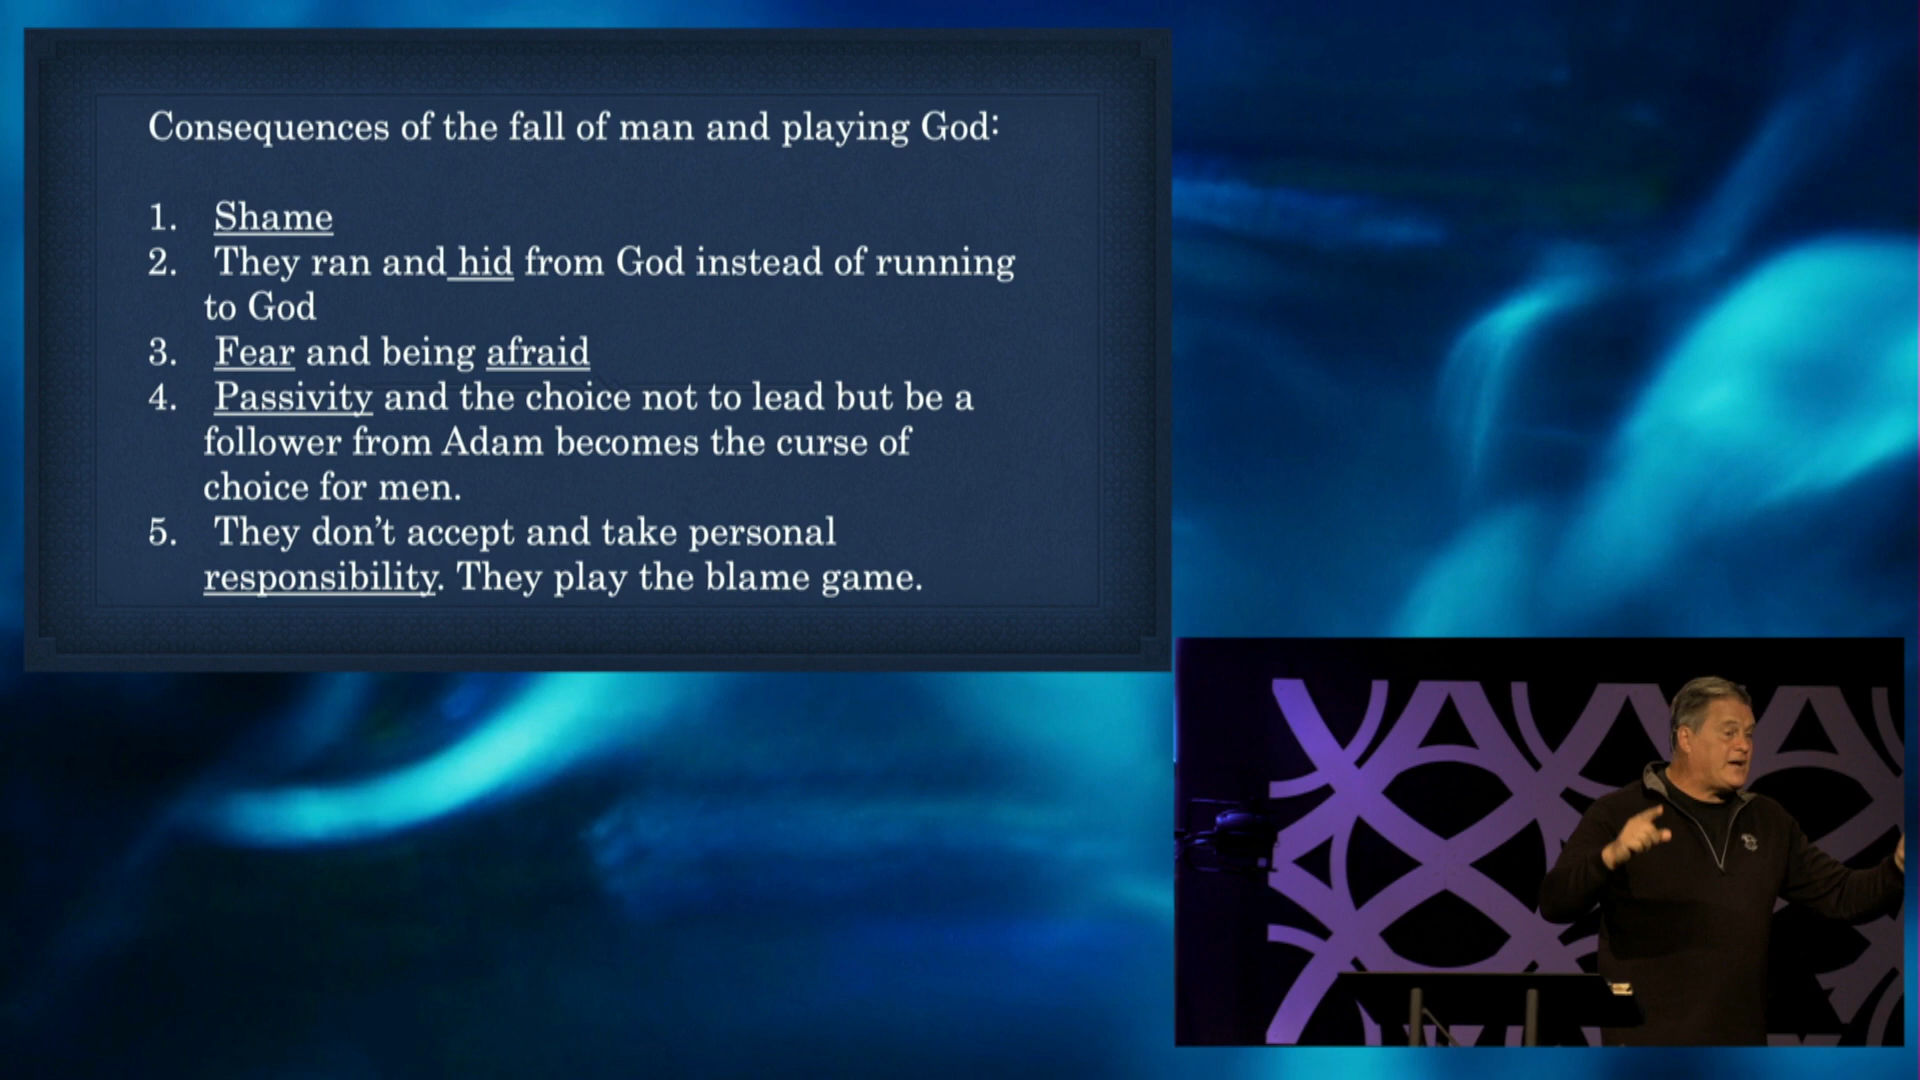 Consequences of the fall of man and playing God:
1. Shame
2. They ran and hid from God instead of running
to God
3. Fear and being afraid
4. Passivity and the choice not to lead but be a
follower from Adam becomes the curse of
choice for men.
5. They don’t accept and take personal
responsibility. They play the blame game.